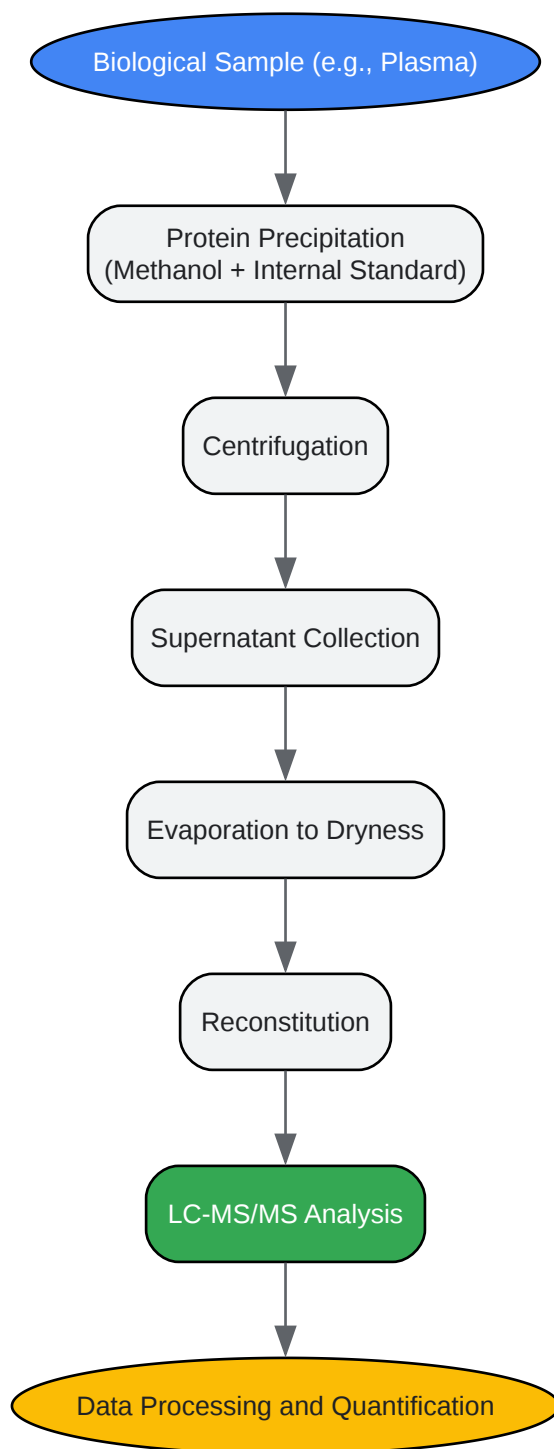 Biological Sample (e.g., Plasma)
Protein Precipitation
(Methanol + Internal Standard)
Centrifugation
Supernatant Collection
Evaporation to Dryness
Reconstitution
LC-MS/MS Analysis
Data Processing and Quantification